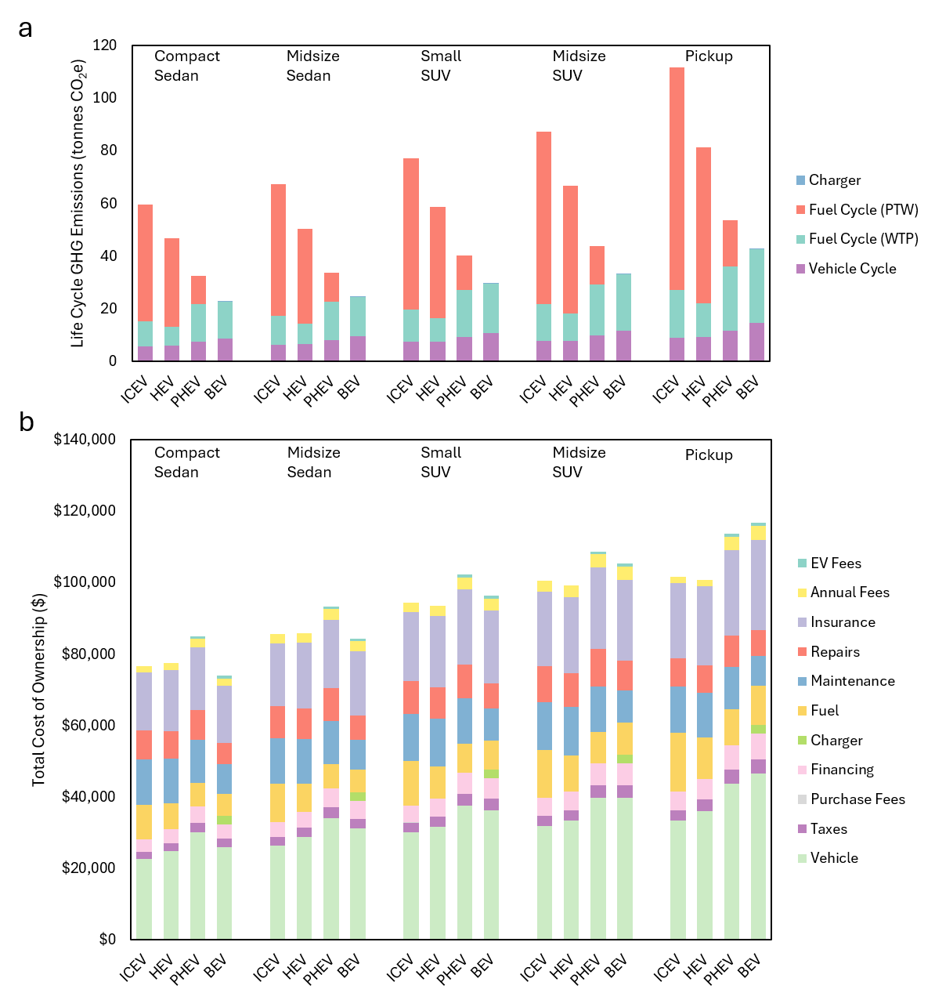 a
Life Cycle GHG Emissions (tonnes CO₂e)
120
100
80
60
40
20
0
Compact
Sedan
Midsize
Sedan
Small
SUV
Midsize
SUV
Pickup
ICEV
HEV
PHEV
BEV
ICEV
HEV
PHEV
BEV
ICEV
HEV
PHEV
BEV
ICEV
HEV
PHEV
BEV
ICEV
HEV
PHEV
BEV
Charger
Fuel Cycle (PTW)
Fuel Cycle (WTP)
Vehicle Cycle
b
Total Cost of Ownership ($)
$140,000
$120,000
$100,000
$80,000
$60,000
$40,000
$20,000
$0
Compact
Sedan
Midsize
Sedan
Small
SUV
Midsize
SUV
Pickup
ICEV
HEV
PHEV
BEV
ICEV
HEV
PHEV
BEV
ICEV
HEV
PHEV
BEV
ICEV
HEV
PHEV
BEV
ICEV
HEV
PHEV
BEV
EV Fees
Annual Fees
Insurance
Repairs
Maintenance
Fuel
Charger
Financing
Purchase Fees
Taxes
Vehicle